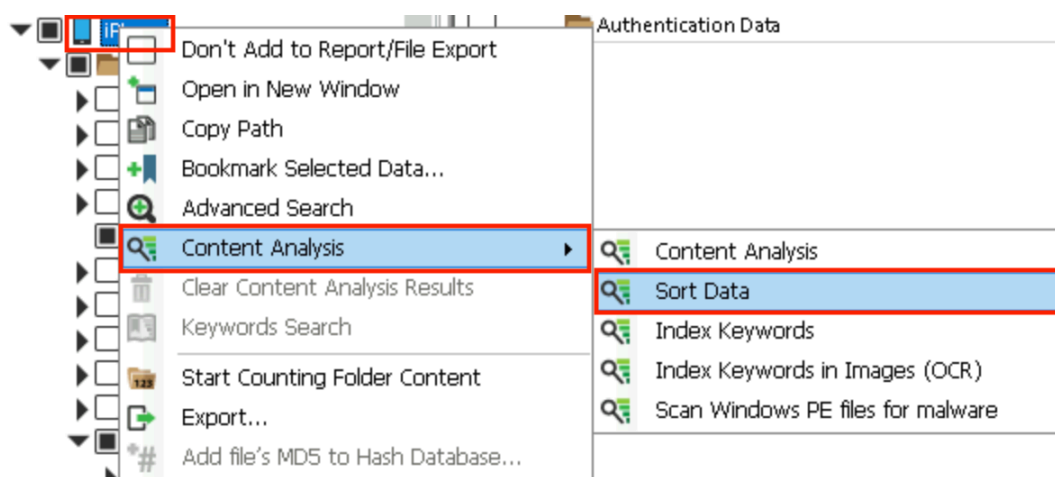 Authentication Data
Don't Add to Report/File Export
Open in New Window
Copy Path
Bookmark Selected Data...
Advanced Search
Content Analysis
Clear Content Analysis Results
Keywords Search
Start Counting Folder Content
Export...
Add file's MD5 to Hash Database...
Content Analysis
Sort Data
Index Keywords
Index Keywords in Images (OCR)
Scan Windows PE files for malware